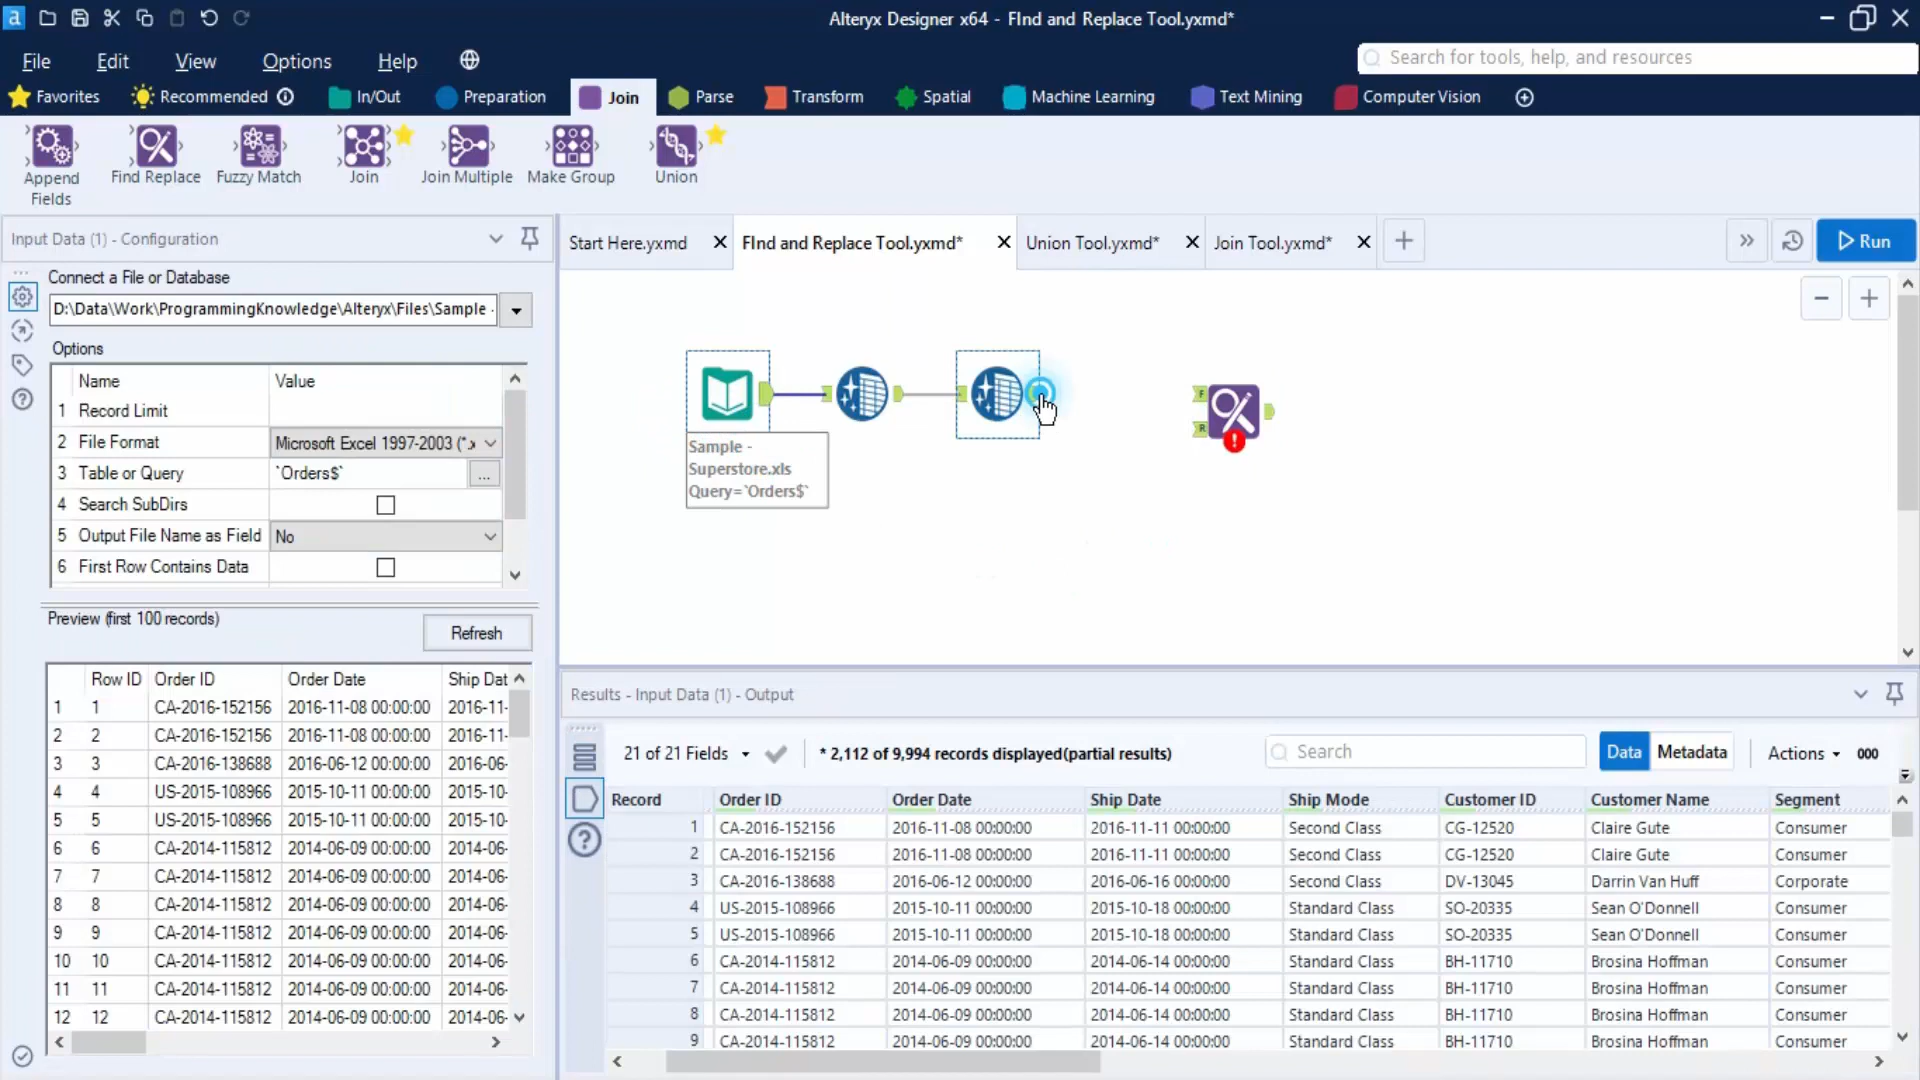 a
Alteryx Designer x64 - FInd and Replace Tool.yxmd*
File Edit View Options Help
Search for tools, help, and resources
Favorites Recommended In/Out Preparation Join Parse Transform Spatial Machine Learning Text Mining Computer Vision
Append Fields
Find Replace
Fuzzy Match
Join
Join Multiple
Make Group
Union
Input Data (1) - Configuration
Start Here.yxmd FInd and Replace Tool.yxmd* Union Tool.yxmd* Join Tool.yxmd*
Run
Connect a File or Database
D:\Data\Work\ProgrammingKnowledge\Alteryx\Files\Sample -
Options
Name Value
1 Record Limit
2 File Format Microsoft Excel 1997-2003 (*.x
3 Table or Query `Orders$` ...
4 Search SubDirs
5 Output File Name as Field No
6 First Row Contains Data
Preview (first 100 records)
Refresh
Row ID Order ID Order Date Ship Dat
1 1 CA-2016-152156 2016-11-08 00:00:00 2016-11-
2 2 CA-2016-152156 2016-11-08 00:00:00 2016-11-
3 3 CA-2016-138688 2016-06-12 00:00:00 2016-06-
4 4 US-2015-108966 2015-10-11 00:00:00 2015-10-
5 5 US-2015-108966 2015-10-11 00:00:00 2015-10-
6 6 CA-2014-115812 2014-06-09 00:00:00 2014-06-
7 7 CA-2014-115812 2014-06-09 00:00:00 2014-06-
8 8 CA-2014-115812 2014-06-09 00:00:00 2014-06-
9 9 CA-2014-115812 2014-06-09 00:00:00 2014-06-
10 10 CA-2014-115812 2014-06-09 00:00:00 2014-06-
11 11 CA-2014-115812 2014-06-09 00:00:00 2014-06-
12 12 CA-2014-115812 2014-06-09 00:00:00 2014-06-
Sample -
Superstore.xls
Query=`Orders$`
F
R
Results - Input Data (1) - Output
21 of 21 Fields * 2,112 of 9,994 records displayed(partial results) Search Data Metadata Actions 000
Record Order ID Order Date Ship Date Ship Mode Customer ID Customer Name Segment
1 CA-2016-152156 2016-11-08 00:00:00 2016-11-11 00:00:00 Second Class CG-12520 Claire Gute Consumer
2 CA-2016-152156 2016-11-08 00:00:00 2016-11-11 00:00:00 Second Class CG-12520 Claire Gute Consumer
3 CA-2016-138688 2016-06-12 00:00:00 2016-06-16 00:00:00 Second Class DV-13045 Darrin Van Huff Corporate
4 US-2015-108966 2015-10-11 00:00:00 2015-10-18 00:00:00 Standard Class SO-20335 Sean O'Donnell Consumer
5 US-2015-108966 2015-10-11 00:00:00 2015-10-18 00:00:00 Standard Class SO-20335 Sean O'Donnell Consumer
6 CA-2014-115812 2014-06-09 00:00:00 2014-06-14 00:00:00 Standard Class BH-11710 Brosina Hoffman Consumer
7 CA-2014-115812 2014-06-09 00:00:00 2014-06-14 00:00:00 Standard Class BH-11710 Brosina Hoffman Consumer
8 CA-2014-115812 2014-06-09 00:00:00 2014-06-14 00:00:00 Standard Class BH-11710 Brosina Hoffman Consumer
9 CA-2014-115812 2014-06-09 00:00:00 2014-06-14 00:00:00 Standard Class BH-11710 Brosina Hoffman Consumer